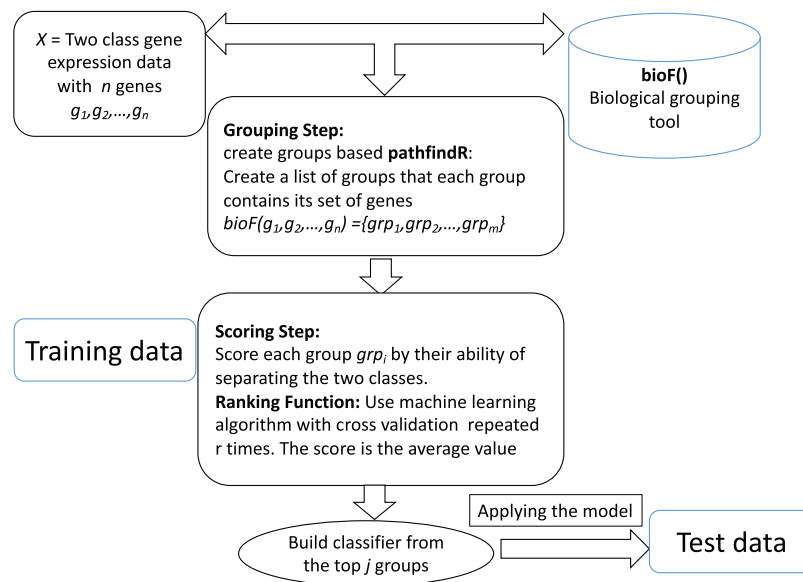 X = Two class gene
expression data
with n genes
g₁,g₂,...,gₙ
bioF()
Biological grouping
tool
Grouping Step:
create groups based pathfindR:
Create a list of groups that each group
contains its set of genes
bioF(g₁,g₂,...,gₙ) ={grp₁,grp₂,...,grpₘ}
Training data
Scoring Step:
Score each group grpᵢ by their ability of
separating the two classes.
Ranking Function: Use machine learning
algorithm with cross validation repeated
r times. The score is the average value
Applying the model
Build classifier from
the top j groups
Test data